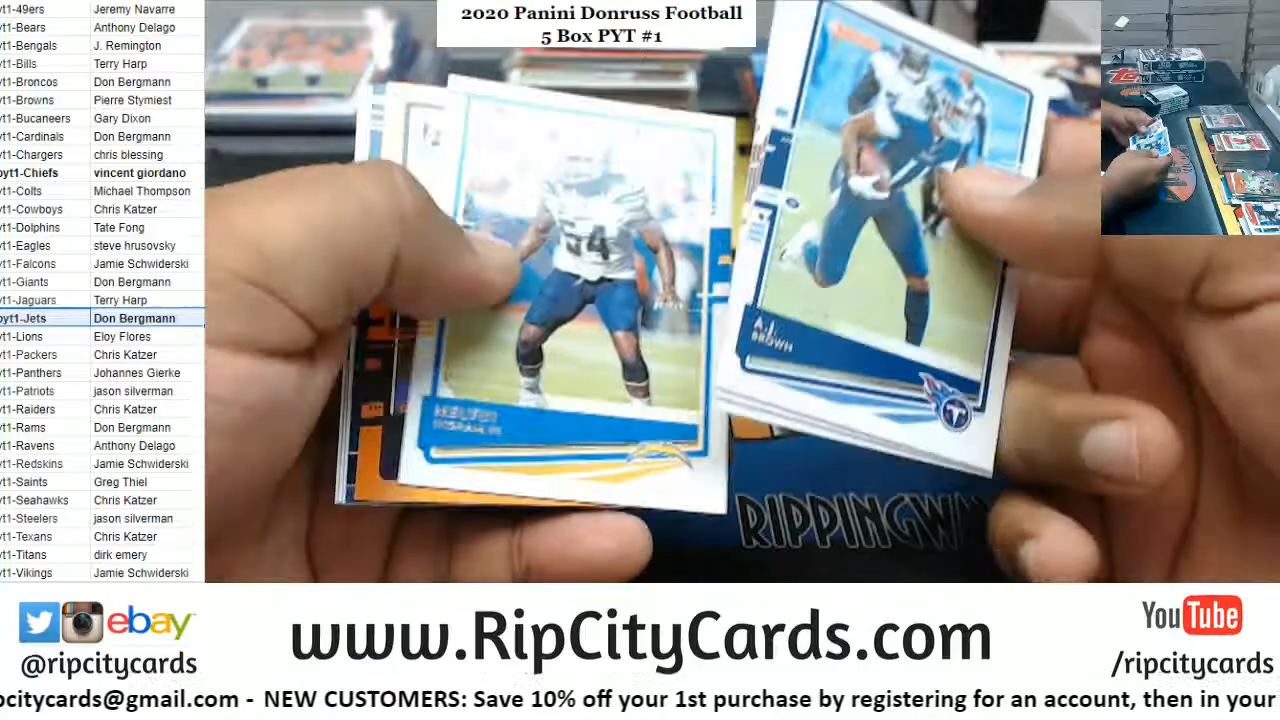 2020 Panini Donruss Football
5 Box PYT #1
yt1-49ers Jeremy Navarre
yt1-Bears Anthony Delago
yt1-Bengals J. Remington
yt1-Bills Terry Harp
yt1-Broncos Don Bergmann
yt1-Browns Pierre Stymiest
yt1-Bucaneers Gary Dixon
yt1-Cardinals Don Bergmann
yt1-Chargers chris blessing
oyt1-Chiefs vincent giordano
yt1-Colts Michael Thompson
yt1-Cowboys Chris Katzer
yt1-Dolphins Tate Fong
yt1-Eagles steve hrusovsky
yt1-Falcons Jamie Schwiderski
yt1-Giants Don Bergmann
yt1-Jaguars Terry Harp
oyt1-Jets Don Bergmann
yt1-Lions Eloy Flores
yt1-Packers Chris Katzer
yt1-Panthers Johannes Gierke
yt1-Patriots jason silverman
yt1-Raiders Chris Katzer
yt1-Rams Don Bergmann
yt1-Ravens Anthony Delago
yt1-Redskins Jamie Schwiderski
yt1-Saints Greg Thiel
yt1-Seahawks Chris Katzer
yt1-Steelers jason silverman
yt1-Texans Chris Katzer
yt1-Titans dirk emery
yt1-Vikings Jamie Schwiderski
54
MELVIN
INGRAM III
A.J.
BROWN
T
RIPPINGW
ebay
@ripcitycards
www.RipCityCards.com
YouTube
/ripcitycards
pcitycards@gmail.com - NEW CUSTOMERS: Save 10% off your 1st purchase by registering for an account, then in your